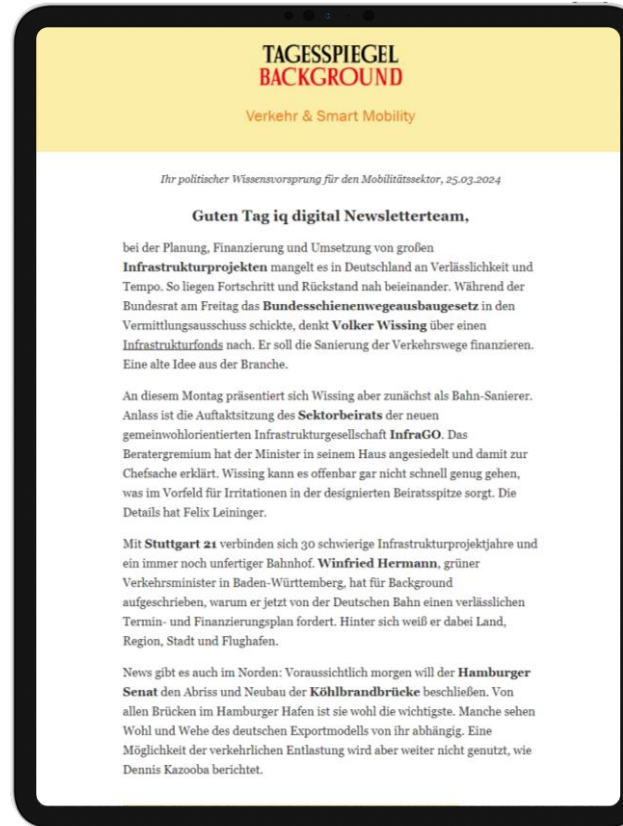 TAGESSPIEGEL
BACKGROUND
Verkehr & Smart Mobility
Ihr politischer Wissensvorsprung für den Mobilitätssektor, 25.03.2024
Guten Tag iq digital Newsletterteam,
bei der Planung, Finanzierung und Umsetzung von großen
Infrastrukturprojekten mangelt es in Deutschland an Verlässlichkeit und
Tempo. So liegen Fortschritt und Rückstand nah beieinander. Während der
Bundesrat am Freitag das Bundesschienenwegeausbaugesetz in den
Vermittlungsausschuss schickte, denkt Volker Wissing über einen
Infrastrukturfonds nach. Er soll die Sanierung der Verkehrswege finanzieren.
Eine alte Idee aus der Branche.
An diesem Montag präsentiert sich Wissing aber zunächst als Bahn-Sanierer.
Anlass ist die Auftaktsitzung des Sektorbeirats der neuen
gemeinwohlorientierten Infrastrukturgesellschaft InfraGO. Das
Beratergremium hat der Minister in seinem Haus angesiedelt und damit zur
Chefsache erklärt. Wissing kann es offenbar gar nicht schnell genug gehen,
was im Vorfeld für Irritationen in der designierten Beiratsspitze sorgt. Die
Details hat Felix Leininger.
Mit Stuttgart 21 verbinden sich 30 schwierige Infrastrukturprojektjahre und
ein immer noch unfertiger Bahnhof. Winfried Hermann, grüner
Verkehrsminister in Baden-Württemberg, hat für Background
aufgeschrieben, warum er jetzt von der Deutschen Bahn einen verlässlichen
Termin- und Finanzierungsplan fordert. Hinter sich weiß er dabei Land,
Region, Stadt und Flughafen.
News gibt es auch im Norden: Voraussichtlich morgen will der Hamburger
Senat den Abriss und Neubau der Köhlbrandbrücke beschließen. Von
allen Brücken im Hamburger Hafen ist sie wohl die wichtigste. Manche sehen
Wohl und Wehe des deutschen Exportmodells von ihr abhängig. Eine
Möglichkeit der verkehrlichen Entlastung wird aber weiter nicht genutzt, wie
Dennis Kazooba berichtet.